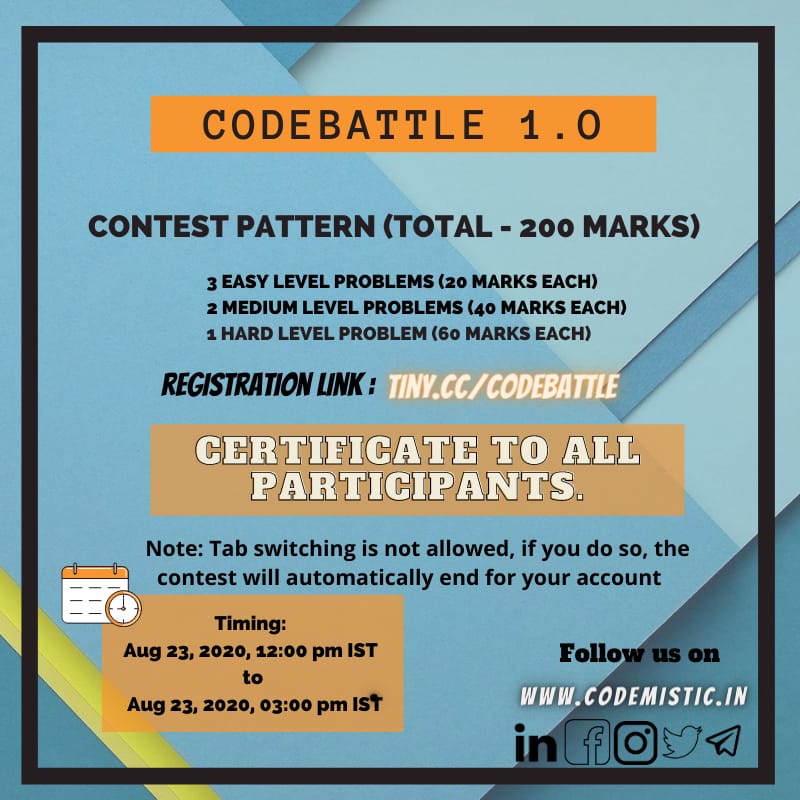 CODEBATTLE 1.0
CONTEST PATTERN (TOTAL - 200 MARKS)
3 EASY LEVEL PROBLEMS (20 MARKS EACH)
2 MEDIUM LEVEL PROBLEMS (40 MARKS EACH)
1 HARD LEVEL PROBLEM (60 MARKS EACH)
REGISTRATION LINK : TINY.CC/CODEBATTLE
CERTIFICATE TO ALL
PARTICIPANTS.
Note: Tab switching is not allowed, if you do so, the
contest will automatically end for your account
Timing:
Aug 23, 2020, 12:00 pm IST
to
Aug 23, 2020, 03:00 pm IST
Follow us on
WWW.CODEMISTIC.IN
in